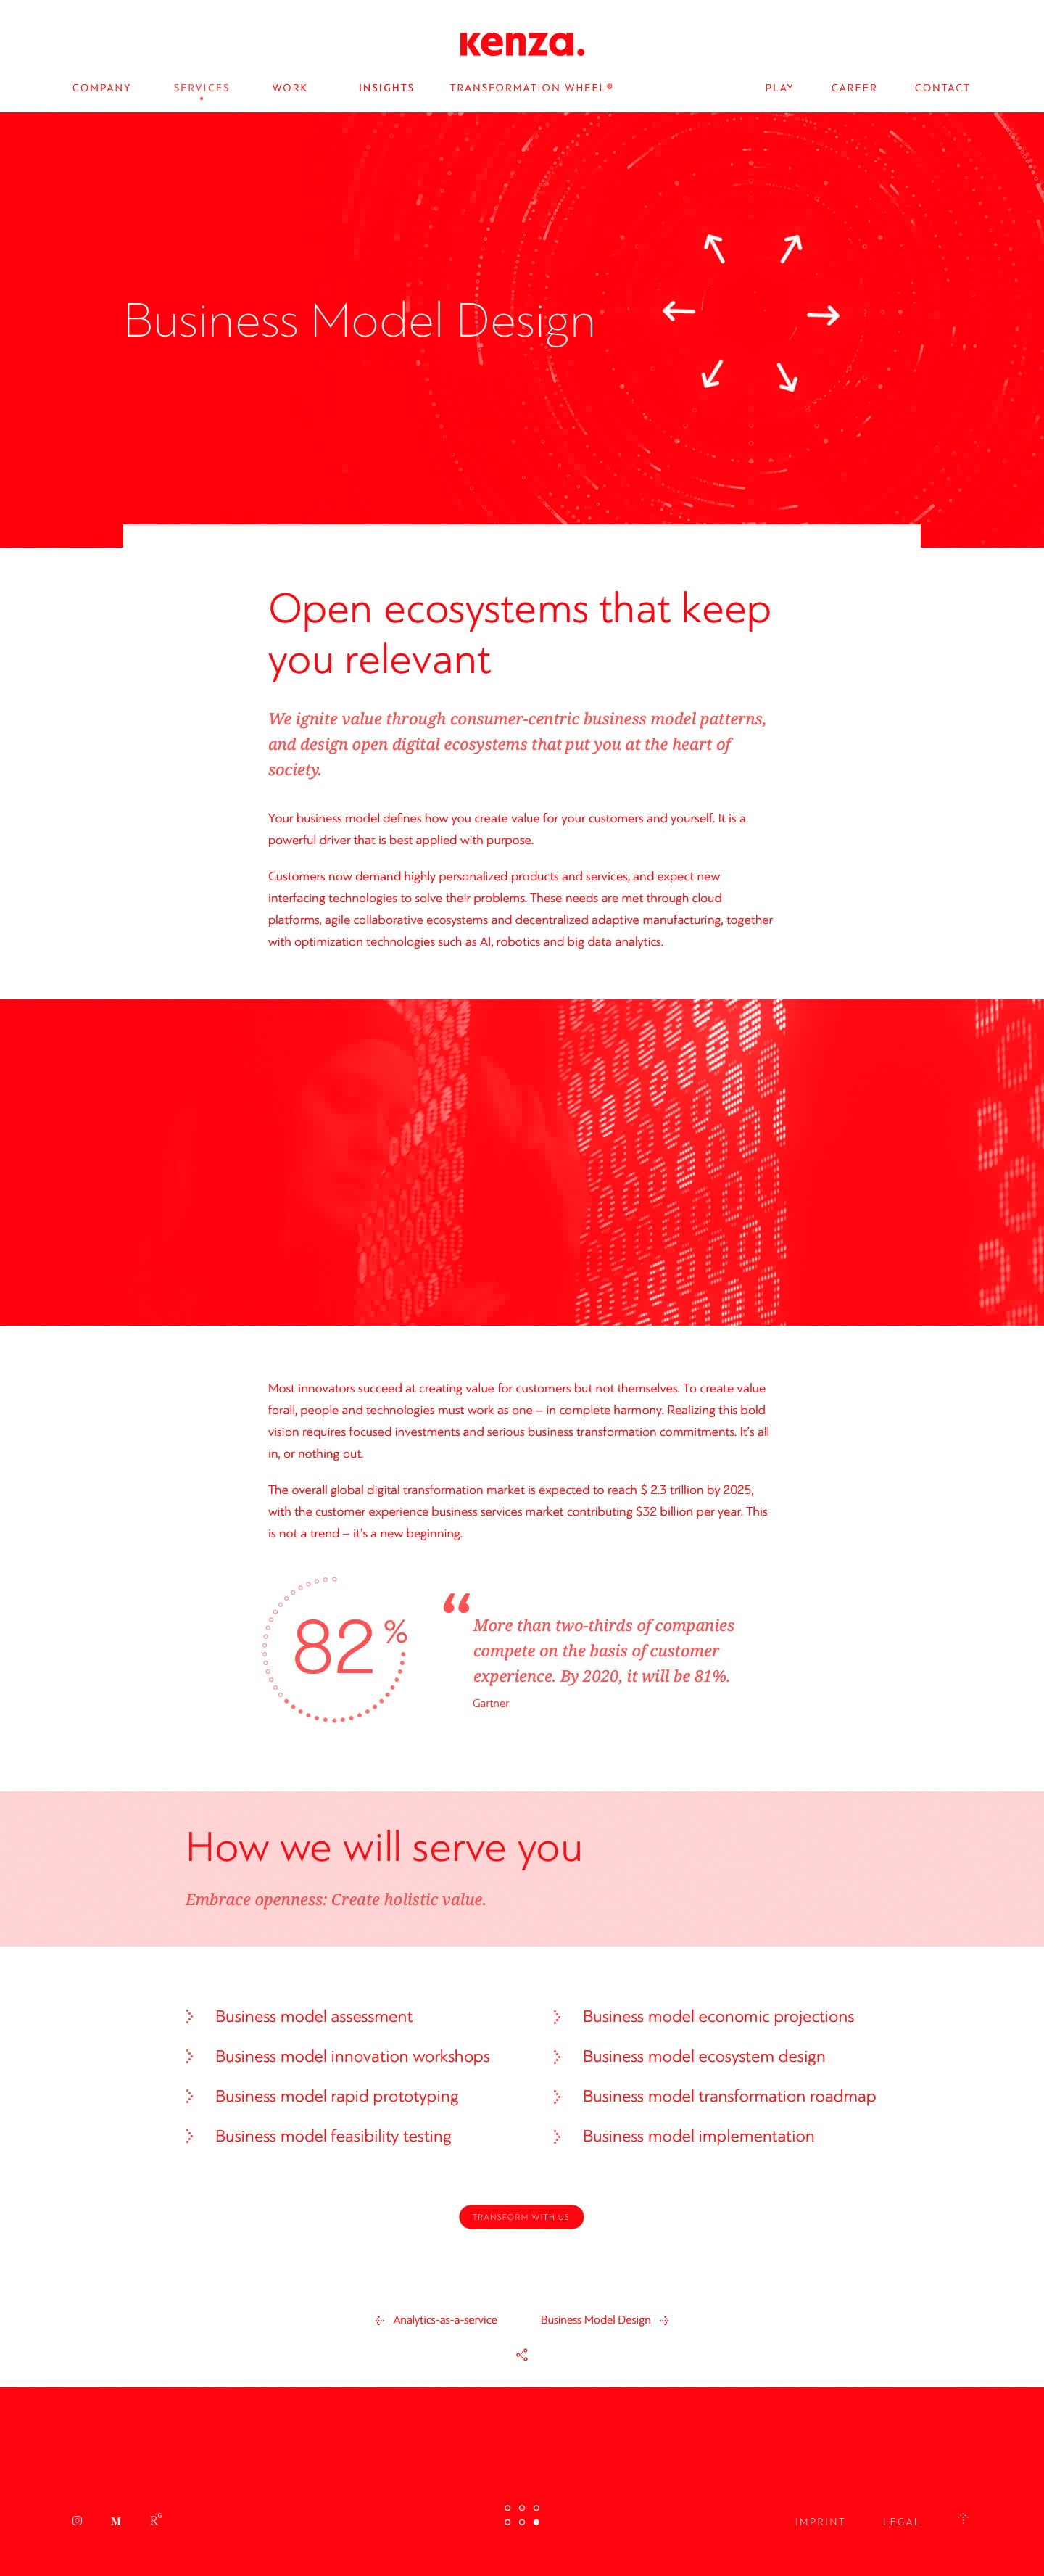 kenza.
COMPANY SERVICES WORK INSIGHTS TRANSFORMATION WHEEL® PLAY CAREER CONTACT
Business Model Design
Open ecosystems that keep
you relevant
We ignite value through consumer-centric business model patterns,
and design open digital ecosystems that put you at the heart of
society.
Your business model defines how you create value for your customers and yourself. It is a
powerful driver that is best applied with purpose.
Customers now demand highly personalized products and services, and expect new
interfacing technologies to solve their problems. These needs are met through cloud
platforms, agile collaborative ecosystems and decentralized adaptive manufacturing, together
with optimization technologies such as AI, robotics and big data analytics.
Most innovators succeed at creating value for customers but not themselves. To create value
forall, people and technologies must work as one – in complete harmony. Realizing this bold
vision requires focused investments and serious business transformation commitments. It's all
in, or nothing out.
The overall global digital transformation market is expected to reach $ 2.3 trillion by 2025,
with the customer experience business services market contributing $32 billion per year. This
is not a trend – it's a new beginning.
82%
“
More than two-thirds of companies
compete on the basis of customer
experience. By 2020, it will be 81%.
Gartner
How we will serve you
Embrace openness: Create holistic value.
Business model assessment
Business model innovation workshops
Business model rapid prototyping
Business model feasibility testing
Business model economic projections
Business model ecosystem design
Business model transformation roadmap
Business model implementation
TRANSFORM WITH US
Analytics-as-a-service Business Model Design
M RG IMPRINT LEGAL